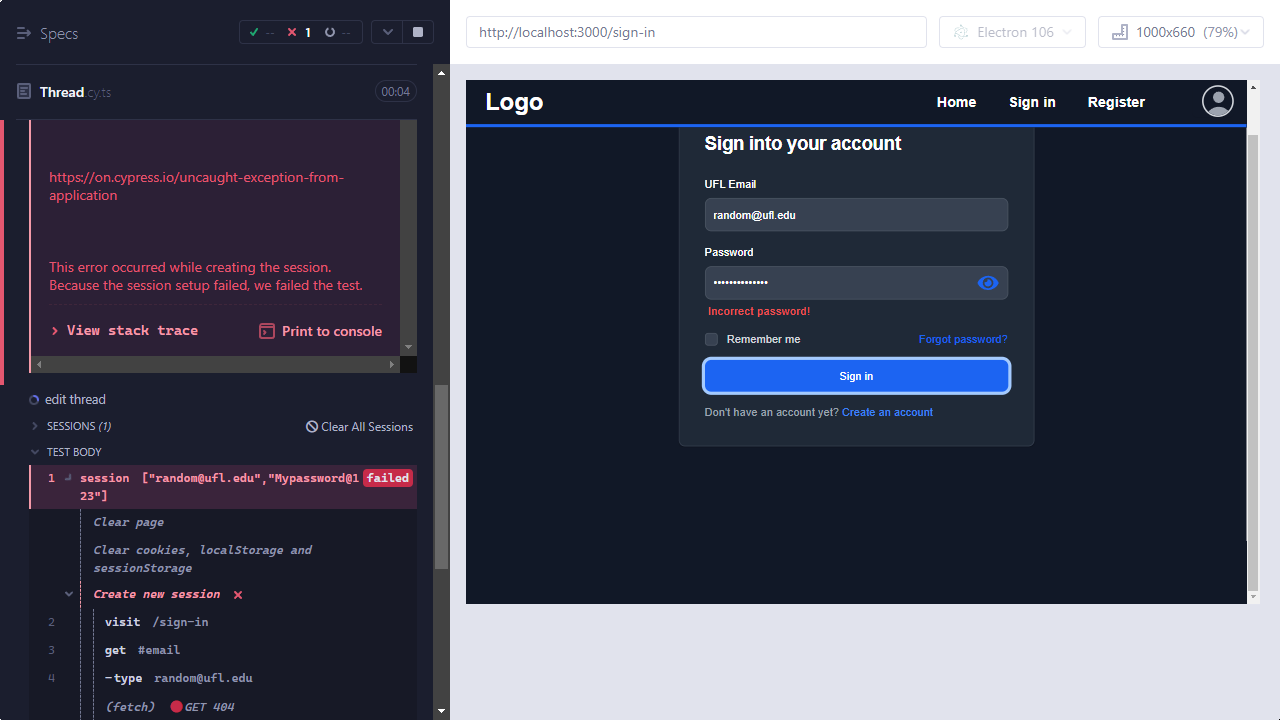 Specs
-- 1 --
Thread.cy.ts 00:04
https://on.cypress.io/uncaught-exception-from-
application
This error occurred while creating the session.
Because the session setup failed, we failed the test.
View stack trace Print to console
edit thread
SESSIONS (1) Clear All Sessions
TEST BODY
1 session ["random@ufl.edu","Mypassword@1 failed
23"]
Clear page
Clear cookies, localStorage and
sessionStorage
Create new session
2 visit /sign-in
3 get #email
4 -type random@ufl.edu
(fetch) GET 404
http://localhost:3000/sign-in
Electron 106
1000x660 (79%)
Logo
Home Sign in Register
Sign into your account
UFL Email
random@ufl.edu
Password
••••••••••••••
Incorrect password!
Remember me Forgot password?
Sign in
Don't have an account yet? Create an account